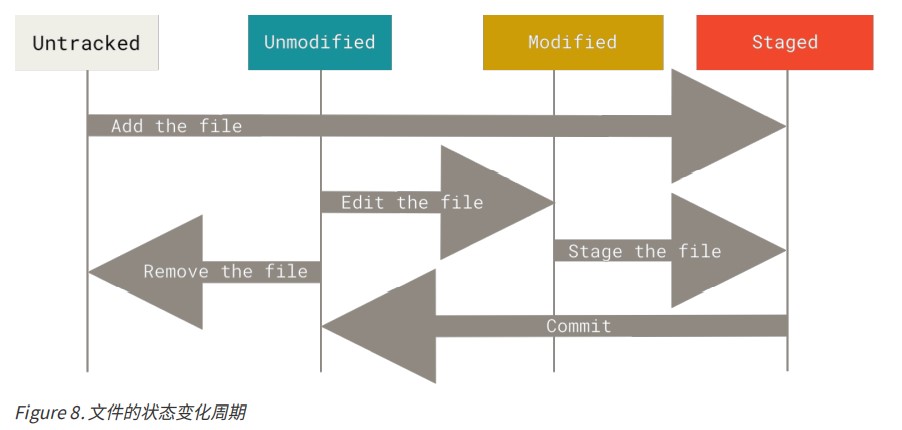 Untracked
Unmodified
Modified
Staged
Add the file
Edit the file
Stage the file
Remove the file
Commit
Figure 8. 文件的状态变化周期